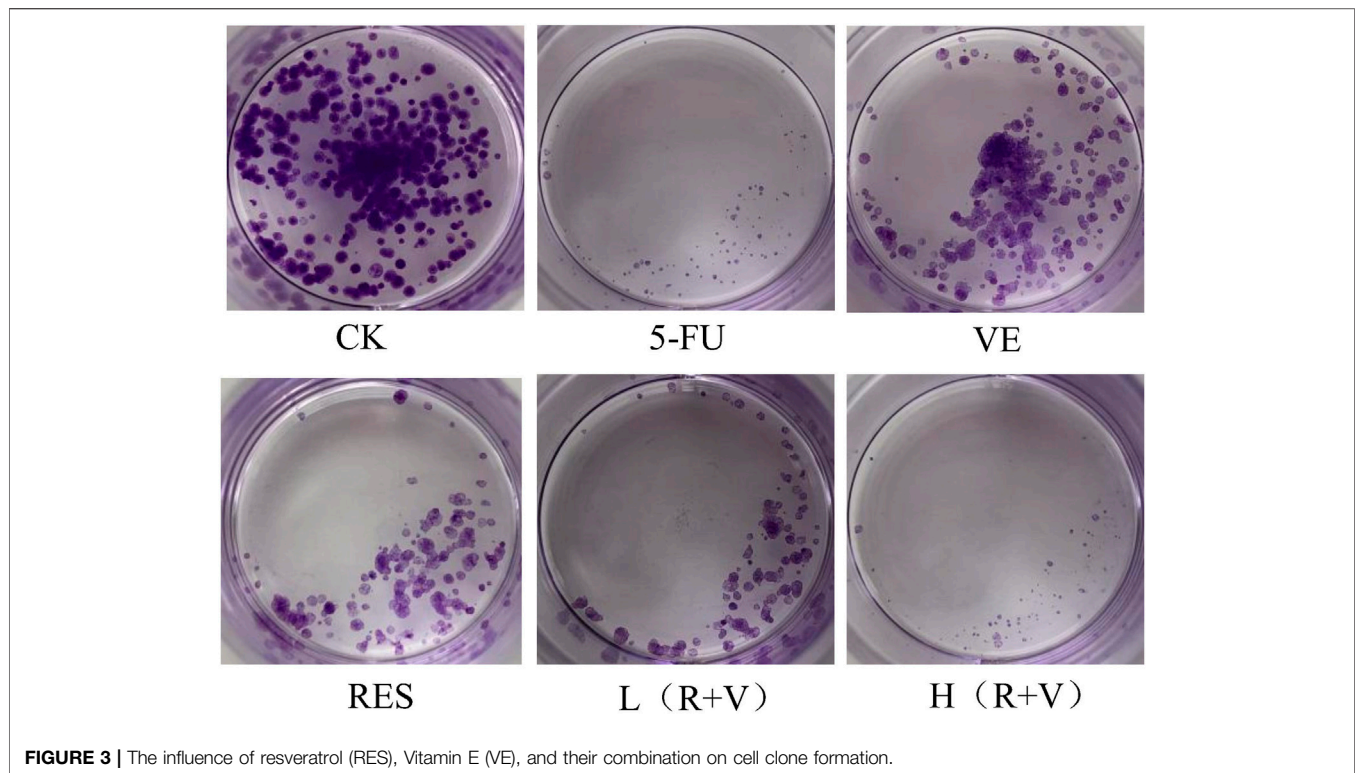 CK
5-FU
VE
RES
L（R+V）
H（R+V）
FIGURE 3 | The influence of resveratrol (RES), Vitamin E (VE), and their combination on cell clone formation.